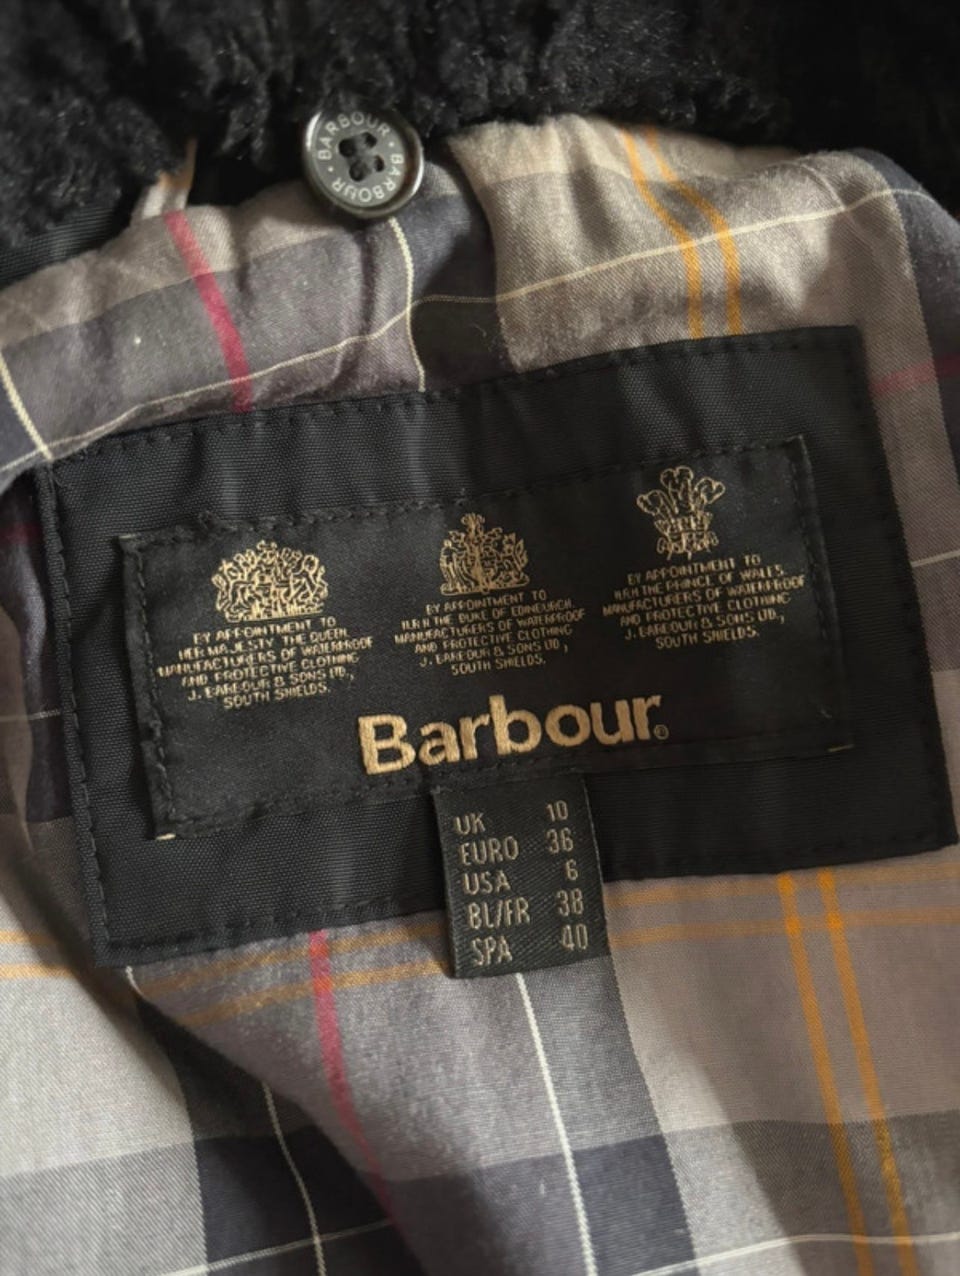 BARBOUR · BARBOUR ·
BY APPOINTMENT TO
HER MAJESTY THE QUEEN
MANUFACTURERS OF WATERPROOF
AND PROTECTIVE CLOTHING
J. BARBOUR & SONS LTD,
SOUTH SHIELDS.
BY APPOINTMENT TO
H.R.H THE DUKE OF EDINBURGH.
MANUFACTURERS OF WATERPROOF
AND PROTECTIVE CLOTHING
J. BARBOUR & SONS LTD,
SOUTH SHIELDS.
BY APPOINTMENT TO
H.R.H THE PRINCE OF WALES.
MANUFACTURERS OF WATERPROOF
AND PROTECTIVE CLOTHING
J. BARBOUR & SONS LTD,
SOUTH SHIELDS.
Barbour®
UK 10
EURO 36
USA 6
BL/FR 38
SPA 40